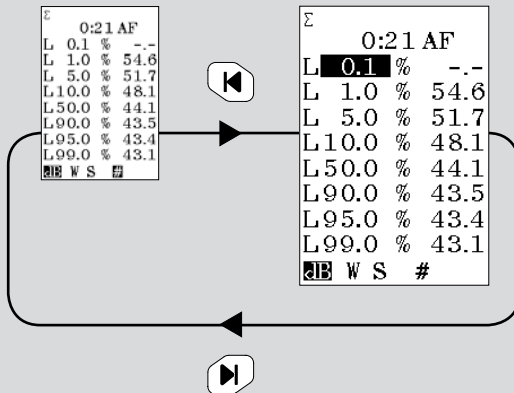 Σ
0:21 AF
L 0.1 % -.-
L 1.0 % 54.6
L 5.0 % 51.7
L10.0 % 48.1
L50.0 % 44.1
L90.0 % 43.5
L95.0 % 43.4
L99.0 % 43.1
dB W S #
Σ
0:21 AF
L 0.1 % -.-
L 1.0 % 54.6
L 5.0 % 51.7
L10.0 % 48.1
L50.0 % 44.1
L90.0 % 43.5
L95.0 % 43.4
L99.0 % 43.1
dB W S #